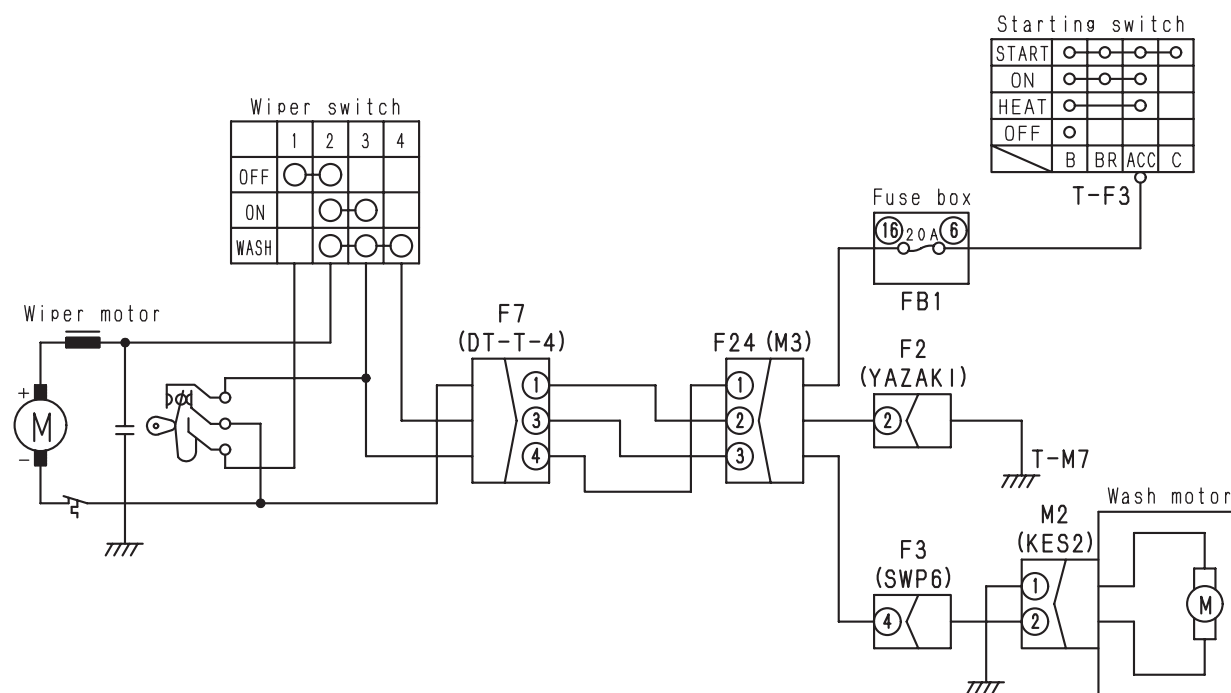 Starting switch
START
ON
HEAT
OFF
B BR ACC C
T-F3
Wiper switch
1 2 3 4
OFF
ON
WASH
Fuse box
16 20A 6
FB1
Wiper motor
+
M
-
F7
(DT-T-4)
1
3
4
F24 (M3)
1
2
3
F2
(YAZAKI)
2
T-M7
F3
(SWP6)
4
M2
(KES2)
1
2
Wash motor
M